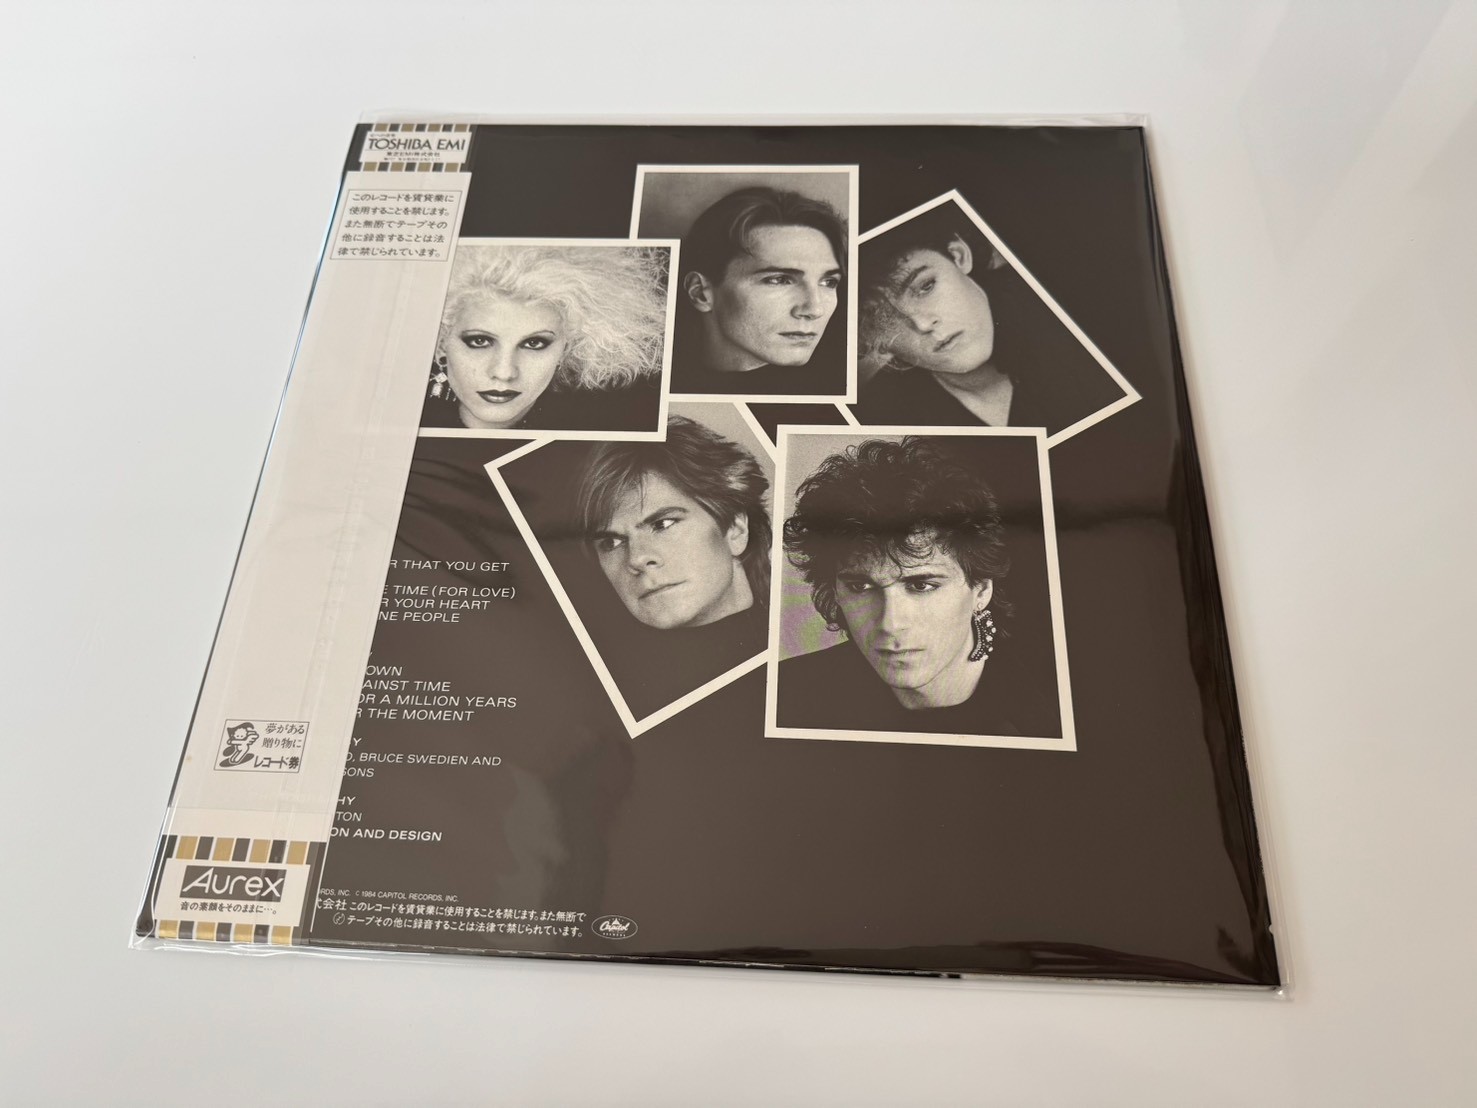 TOSHIBA EMI
東芝EMI株式会社
このレコードを賃貸業に
使用することを禁じます。
また無断でテープその
他に録音することは法
律で禁じられています。
R THAT YOU GET
E TIME (FOR LOVE)
R YOUR HEART
NE PEOPLE
Y
OWN
AINST TIME
OR A MILLION YEARS
R THE MOMENT
Y
D, BRUCE SWEDIEN AND
SONS
HY
TON
ON AND DESIGN
夢がある
贈り物に
レコード券
Aurex
音の素顔をそのままに…。
RDS, INC. © 1984 CAPITOL RECORDS, INC.
式会社 このレコードを賃貸業に使用することを禁じます。また無断で
テープその他に録音することは法律で禁じられています。
Capitol
RECORDS